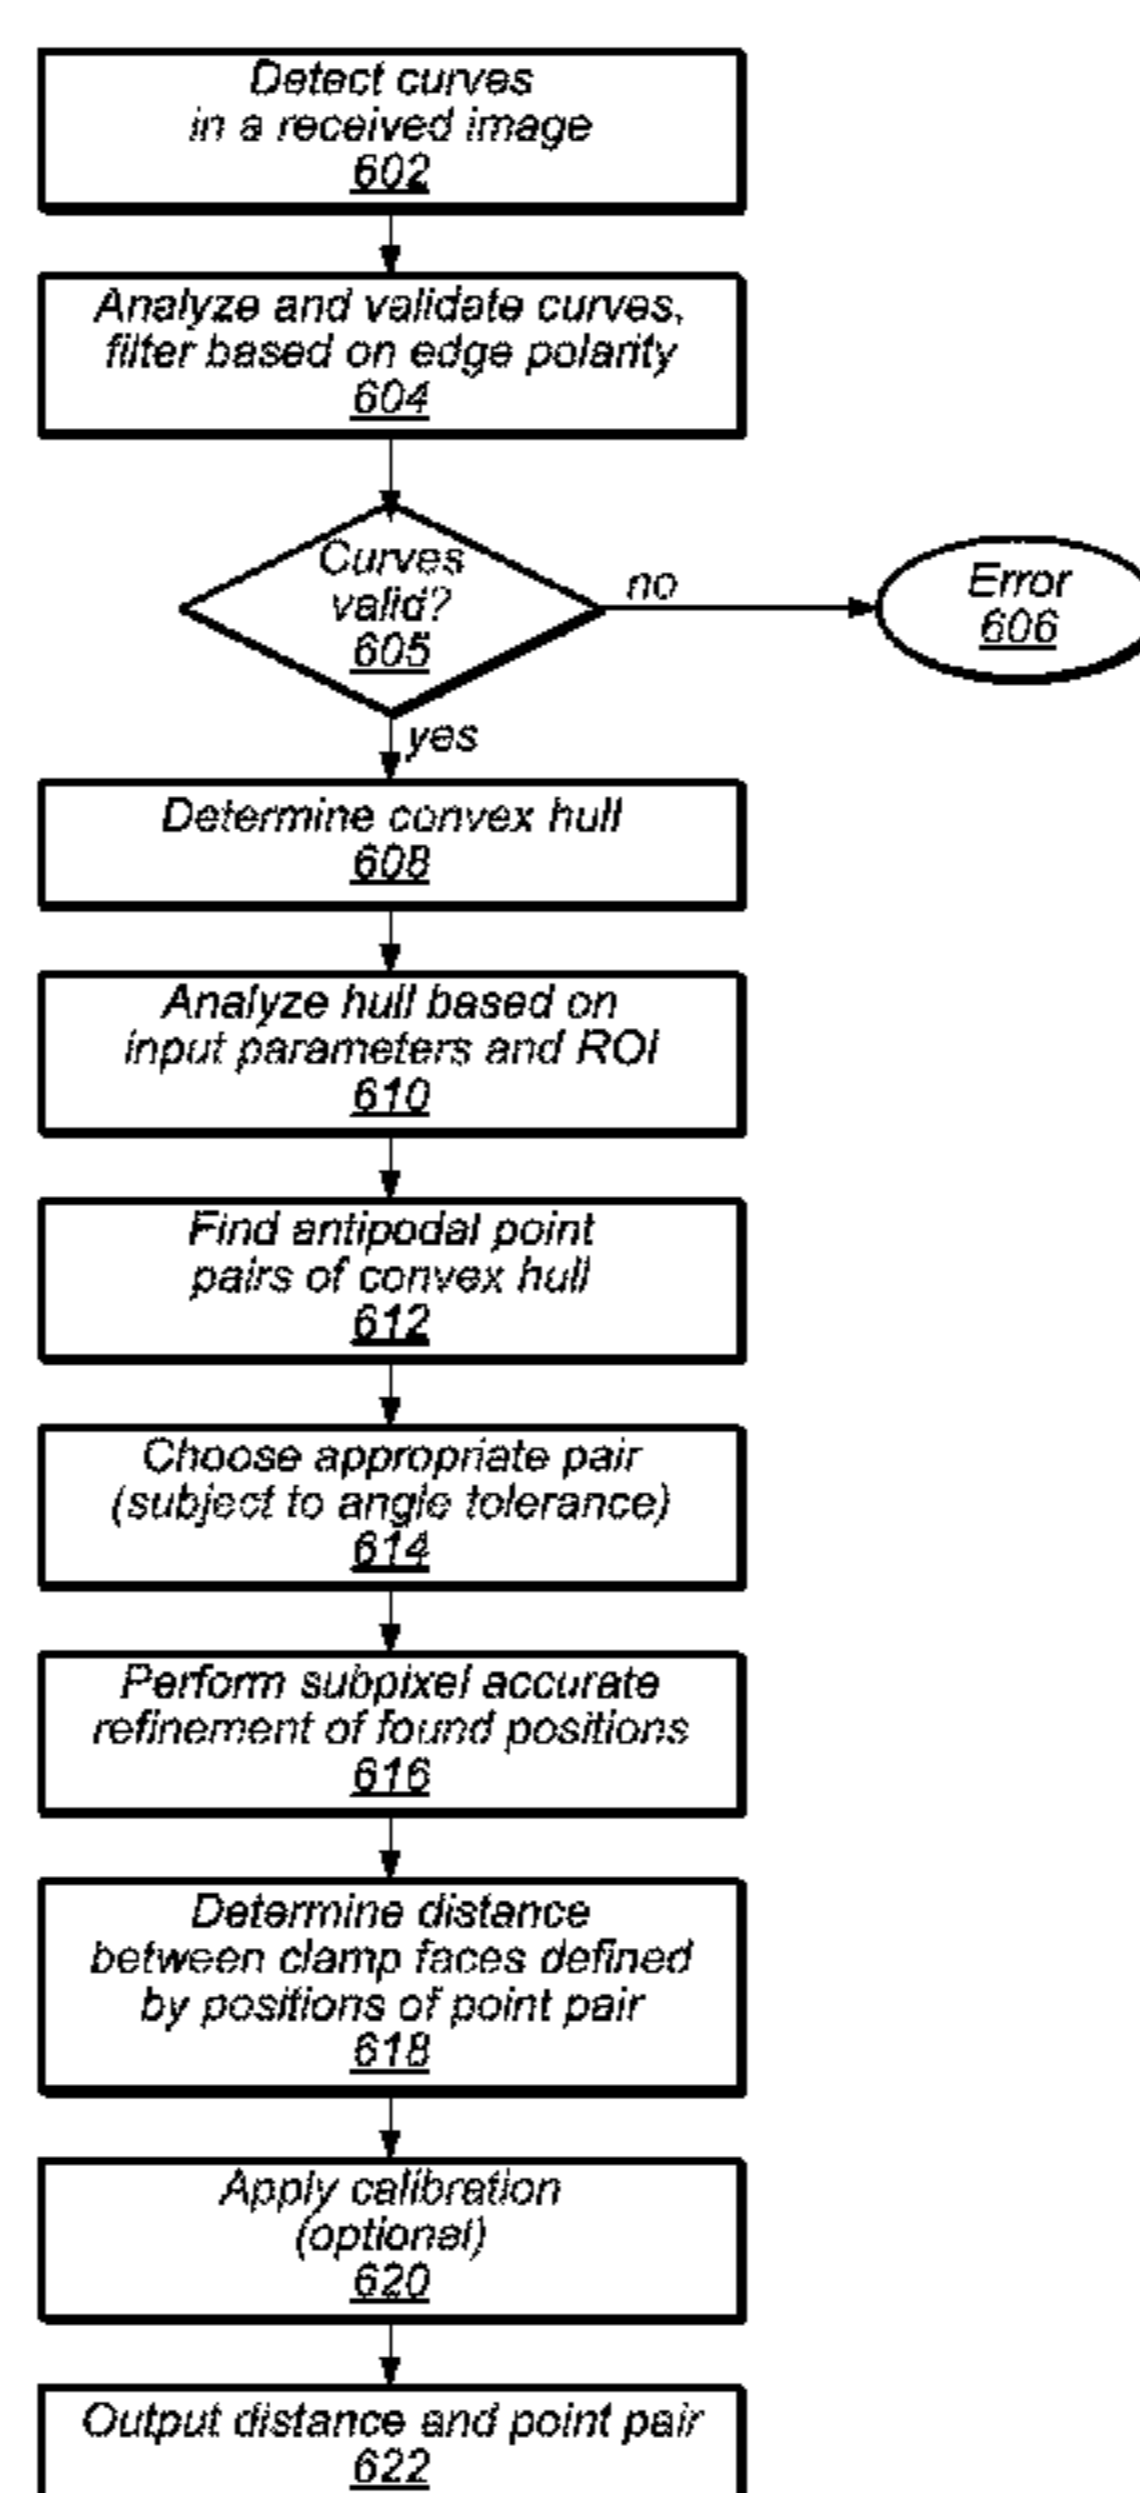 Detect curves
in a received image
602
Analyze and validate curves,
filter based on edge polarity
604
Curves
valid?
605
no
Error
606
yes
Determine convex hull
608
Analyze hull based on
input parameters and ROI
610
Find antipodal point
pairs of convex hull
612
Choose appropriate pair
(subject to angle tolerance)
614
Perform subpixel accurate
refinement of found positions
616
Determine distance
between clamp faces defined
by positions of point pair
618
Apply calibration
(optional)
620
Output distance and point pair
622